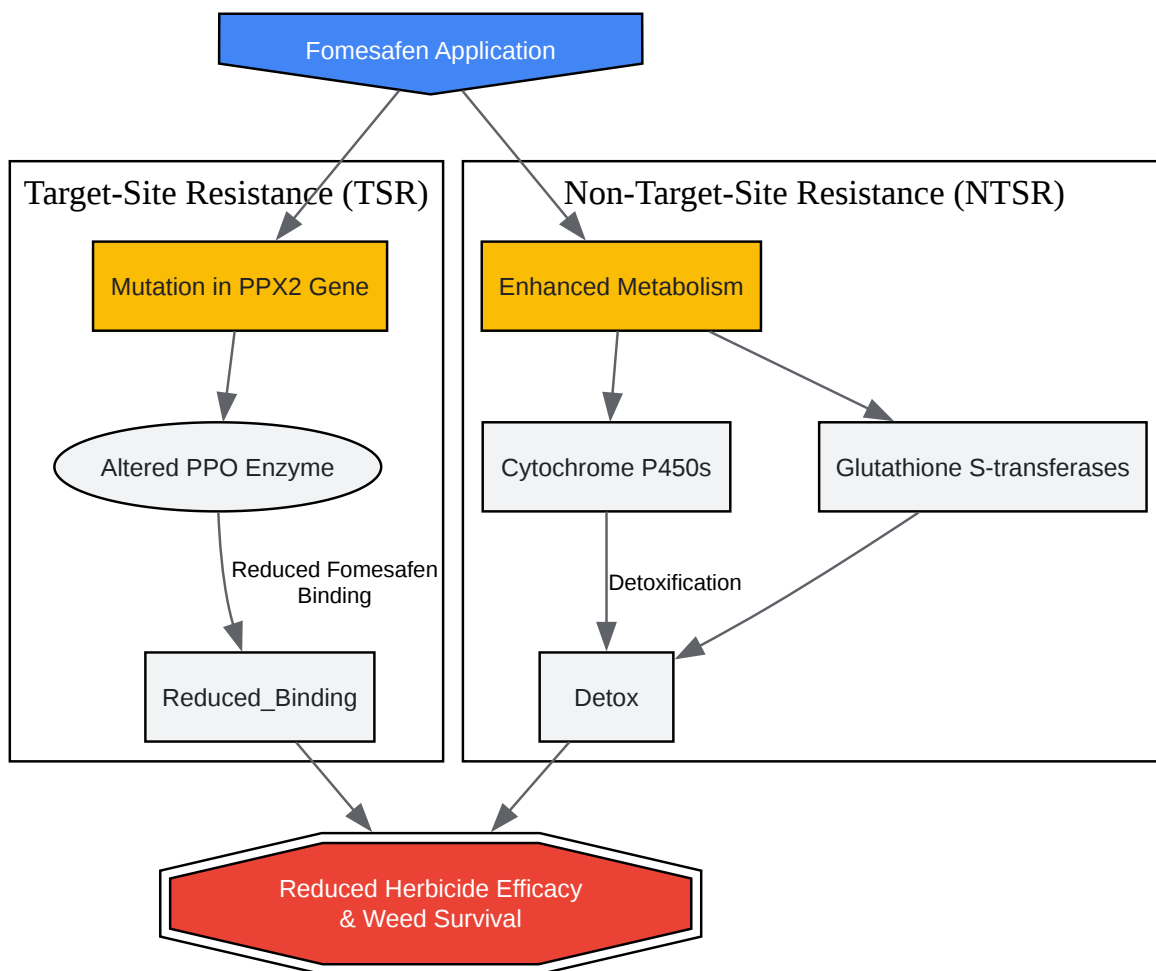 Fomesafen Application
Target-Site Resistance (TSR)
Non-Target-Site Resistance (NTSR)
Mutation in PPX2 Gene
Enhanced Metabolism
Altered PPO Enzyme
Cytochrome P450s
Glutathione S-transferases
Reduced Fomesafen
Binding
Detoxification
Reduced_Binding
Detox
Reduced Herbicide Efficacy
& Weed Survival